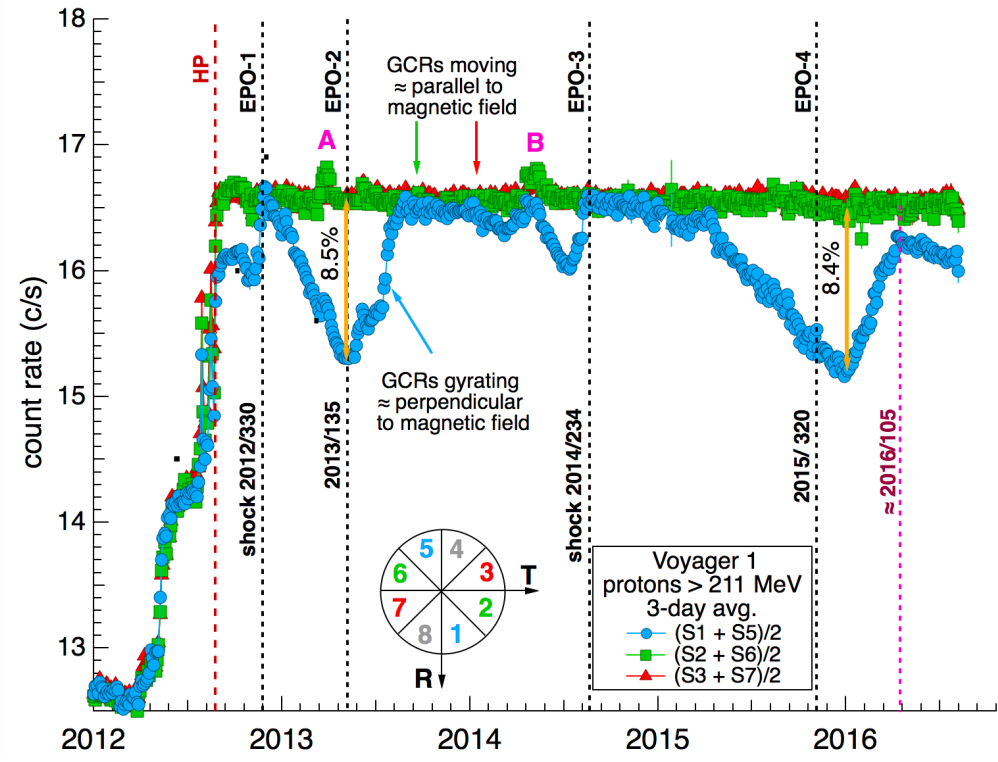 18
17
16
15
14
13
count rate (c/s)
2012
2013
2014
2015
2016
HP
EPO-1
EPO-2
EPO-3
EPO-4
A
B
GCRs moving
≈ parallel to
magnetic field
8.5%
8.4%
GCRs gyrating
≈ perpendicular
to magnetic field
shock 2012/330
2013/135
shock 2014/234
2015/ 320
≈ 2016/105
5
4
6
3
7
2
8
1
T
R
Voyager 1
protons > 211 MeV
3-day avg.
(S1 + S5)/2
(S2 + S6)/2
(S3 + S7)/2